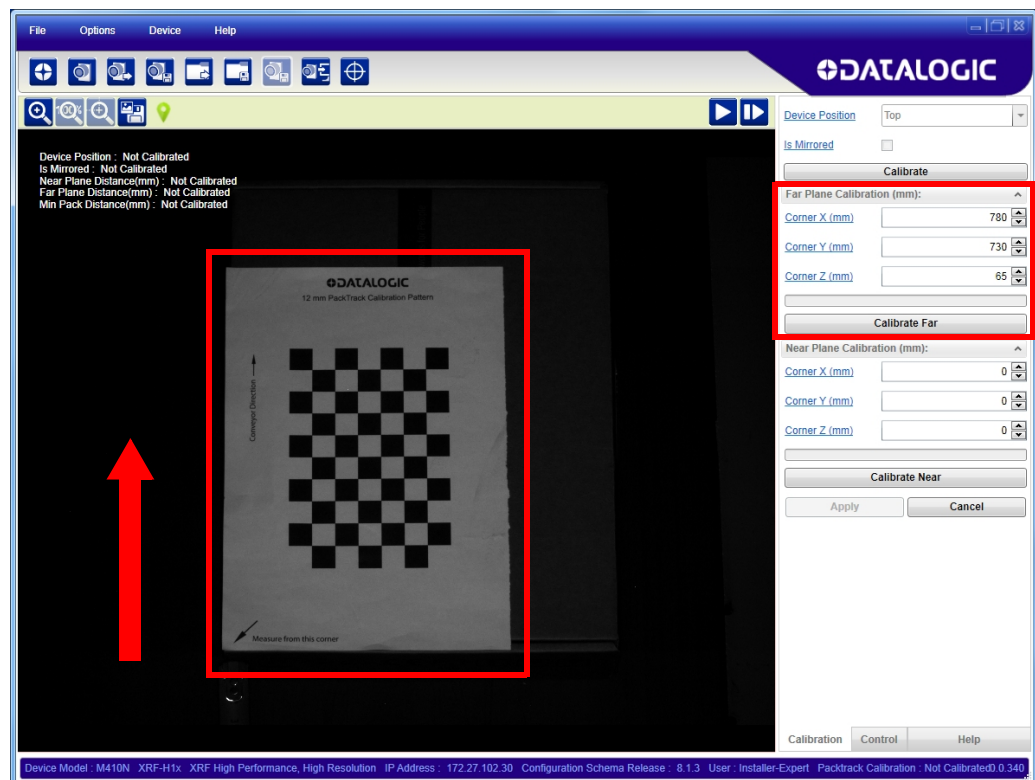 File Options Device Help
DATALOGIC
Device Position Top
Is Mirrored
Calibrate
Far Plane Calibration (mm):
Corner X (mm) 780
Corner Y (mm) 730
Corner Z (mm) 65
Calibrate Far
Near Plane Calibration (mm):
Corner X (mm) 0
Corner Y (mm) 0
Corner Z (mm) 0
Calibrate Near
Apply Cancel
Device Position : Not Calibrated
Is Mirrored : Not Calibrated
Near Plane Distance(mm) : Not Calibrated
Far Plane Distance(mm) : Not Calibrated
Min Pack Distance(mm) : Not Calibrated
DATALOGIC
12 mm PackTrack Calibration Pattern
Conveyor Direction
Measure from this corner
Calibration Control Help
Device Model : M410N XRF-H1x XRF High Performance, High Resolution IP Address : 172.27.102.30 Configuration Schema Release : 8.1.3 User : Installer-Expert Packtrack Calibration : Not Calibrated0.0.340